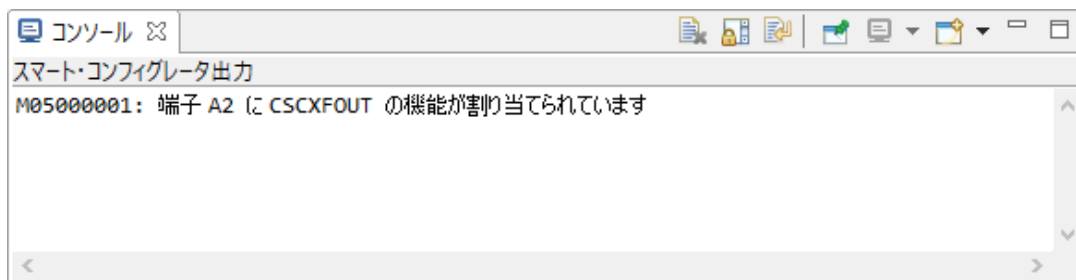 コンソール
スマート・コンフィグレータ出力
M05000001: 端子 A2 に CSCXFOUT の機能が割り当てられています